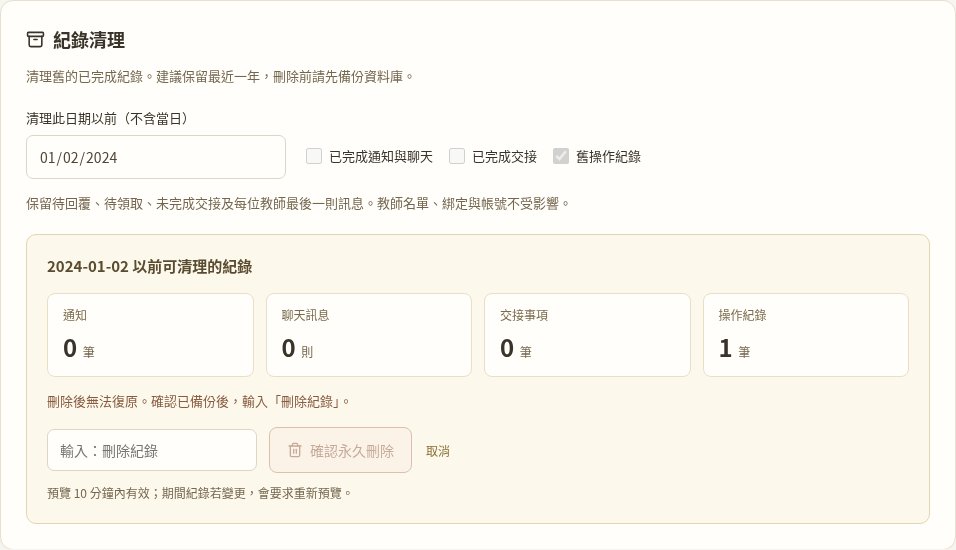 紀錄清理
清理舊的已完成紀錄。建議保留最近一年，刪除前請先備份資料庫。
清理此日期以前（不含當日）
01/02/2024
已完成通知與聊天
已完成交接
舊操作紀錄
保留待回覆、待領取、未完成交接及每位教師最後一則訊息。教師名單、綁定與帳號不受影響。
2024-01-02 以前可清理的紀錄
通知
0 筆
聊天訊息
0 則
交接事項
0 筆
操作紀錄
1 筆
刪除後無法復原。確認已備份後，輸入「刪除紀錄」。
輸入：刪除紀錄
確認永久刪除
取消
預覽 10 分鐘內有效；期間紀錄若變更，會要求重新預覽。